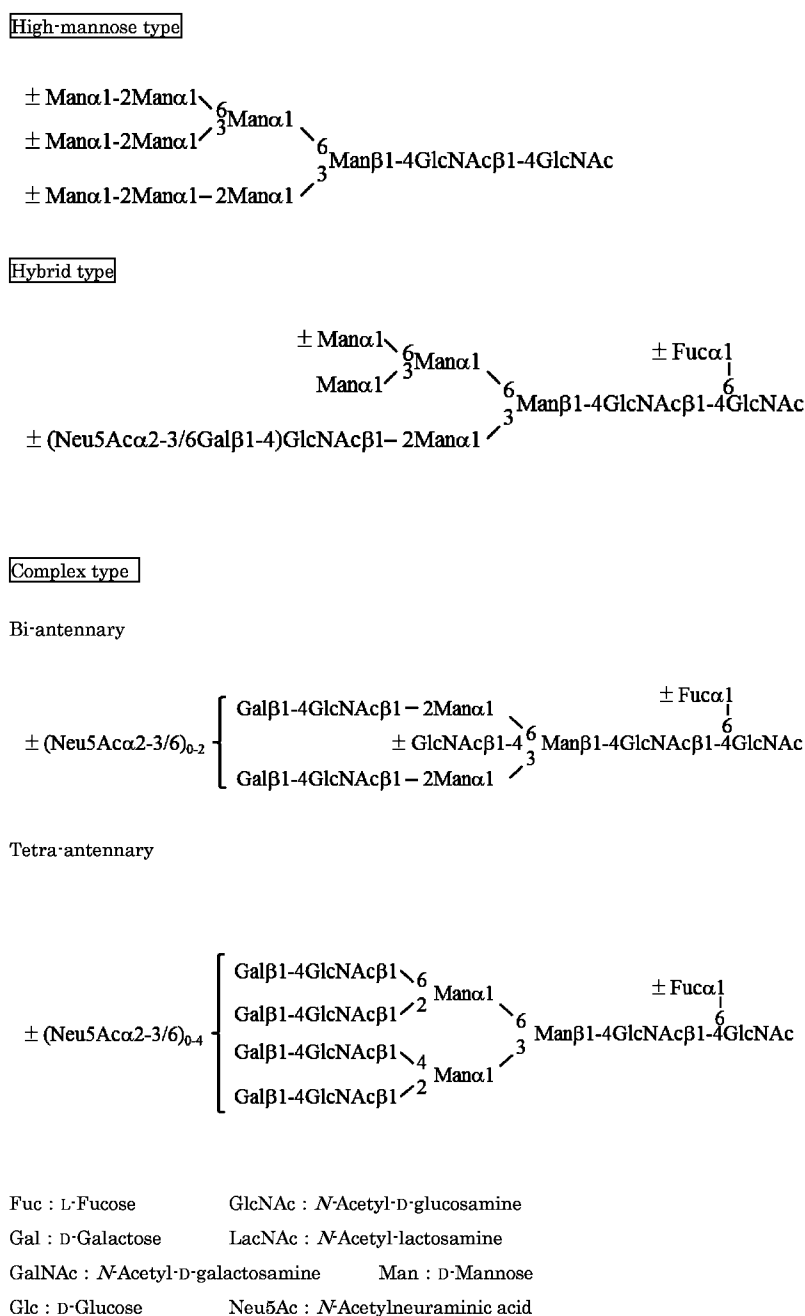 High-mannose type
± Manα1-2Manα1
6
3Manα1
± Manα1-2Manα1
6
3
Manβ1-4GlcNAcβ1-4GlcNAc
± Manα1-2Manα1–2Manα1
Hybrid type
± Manα1
6
3Manα1
Manα1
± Fucα1
6
6
3
Manβ1-4GlcNAcβ1-4GlcNAc
± (Neu5Acα2-3/6Galβ1-4)GlcNAcβ1–2Manα1
Complex type
Bi-antennary
Galβ1-4GlcNAcβ1–2Manα1
± Fucα1
6
± (Neu5Acα2-3/6)0-2
± GlcNAcβ1-4
6
3
Manβ1-4GlcNAcβ1-4GlcNAc
Galβ1-4GlcNAcβ1–2Manα1
Tetra-antennary
Galβ1-4GlcNAcβ1
6
2
Manα1
Galβ1-4GlcNAcβ1
± Fucα1
6
± (Neu5Acα2-3/6)0-4
6
3
Manβ1-4GlcNAcβ1-4GlcNAc
Galβ1-4GlcNAcβ1
4
2
Manα1
Galβ1-4GlcNAcβ1
Fuc : L-Fucose GlcNAc : N-Acetyl-D-glucosamine
Gal : D-Galactose LacNAc : N-Acetyl-lactosamine
GalNAc : N-Acetyl-D-galactosamine Man : D-Mannose
Glc : D-Glucose Neu5Ac : N-Acetylneuraminic acid